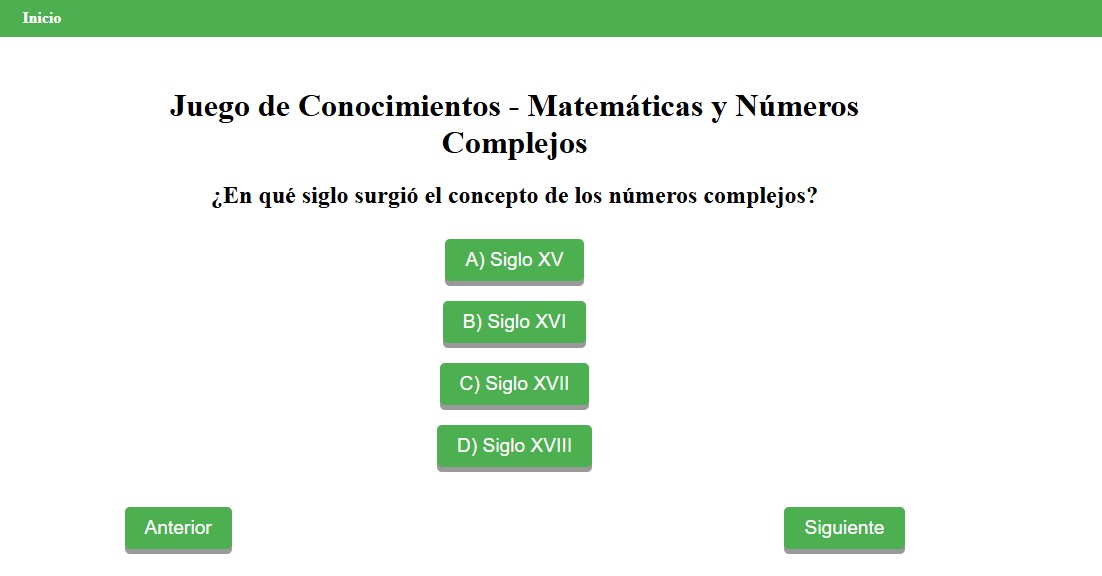 Inicio
Juego de Conocimientos - Matemáticas y Números
Complejos
¿En qué siglo surgió el concepto de los números complejos?
A) Siglo XV
B) Siglo XVI
C) Siglo XVII
D) Siglo XVIII
Anterior
Siguiente